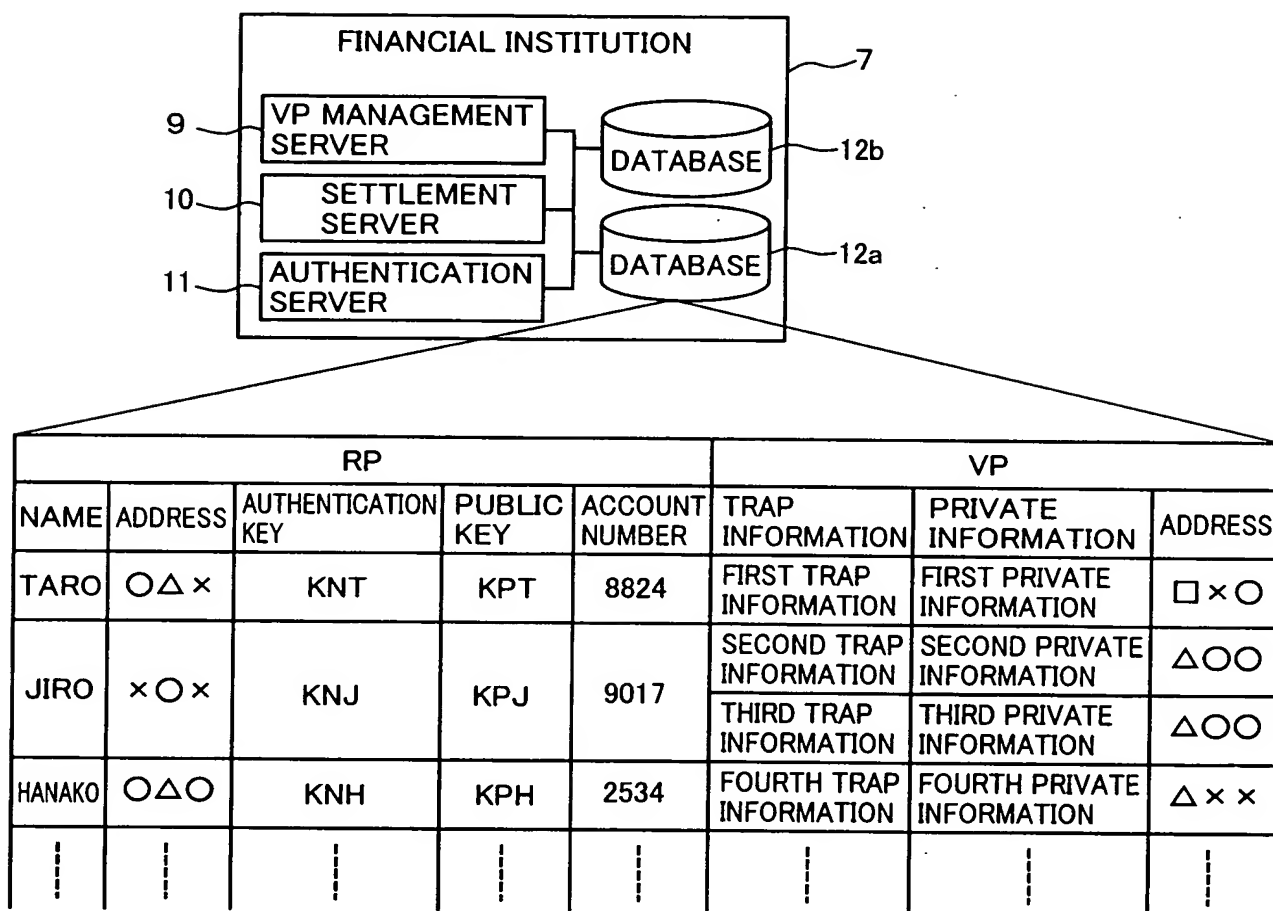 FINANCIAL INSTITUTION
7
9
VP MANAGEMENT
SERVER
DATABASE
12b
10
SETTLEMENT
SERVER
DATABASE
12a
11
AUTHENTICATION
SERVER
RP
VP
NAME
ADDRESS
AUTHENTICATION
KEY
PUBLIC
KEY
ACCOUNT
NUMBER
TRAP
INFORMATION
PRIVATE
INFORMATION
ADDRESS
TARO
○△×
KNT
KPT
8824
FIRST TRAP
INFORMATION
FIRST PRIVATE
INFORMATION
□×○
JIRO
×○×
KNJ
KPJ
9017
SECOND TRAP
INFORMATION
SECOND PRIVATE
INFORMATION
△○○
THIRD TRAP
INFORMATION
THIRD PRIVATE
INFORMATION
△○○
HANAKO
○△○
KNH
KPH
2534
FOURTH TRAP
INFORMATION
FOURTH PRIVATE
INFORMATION
△××